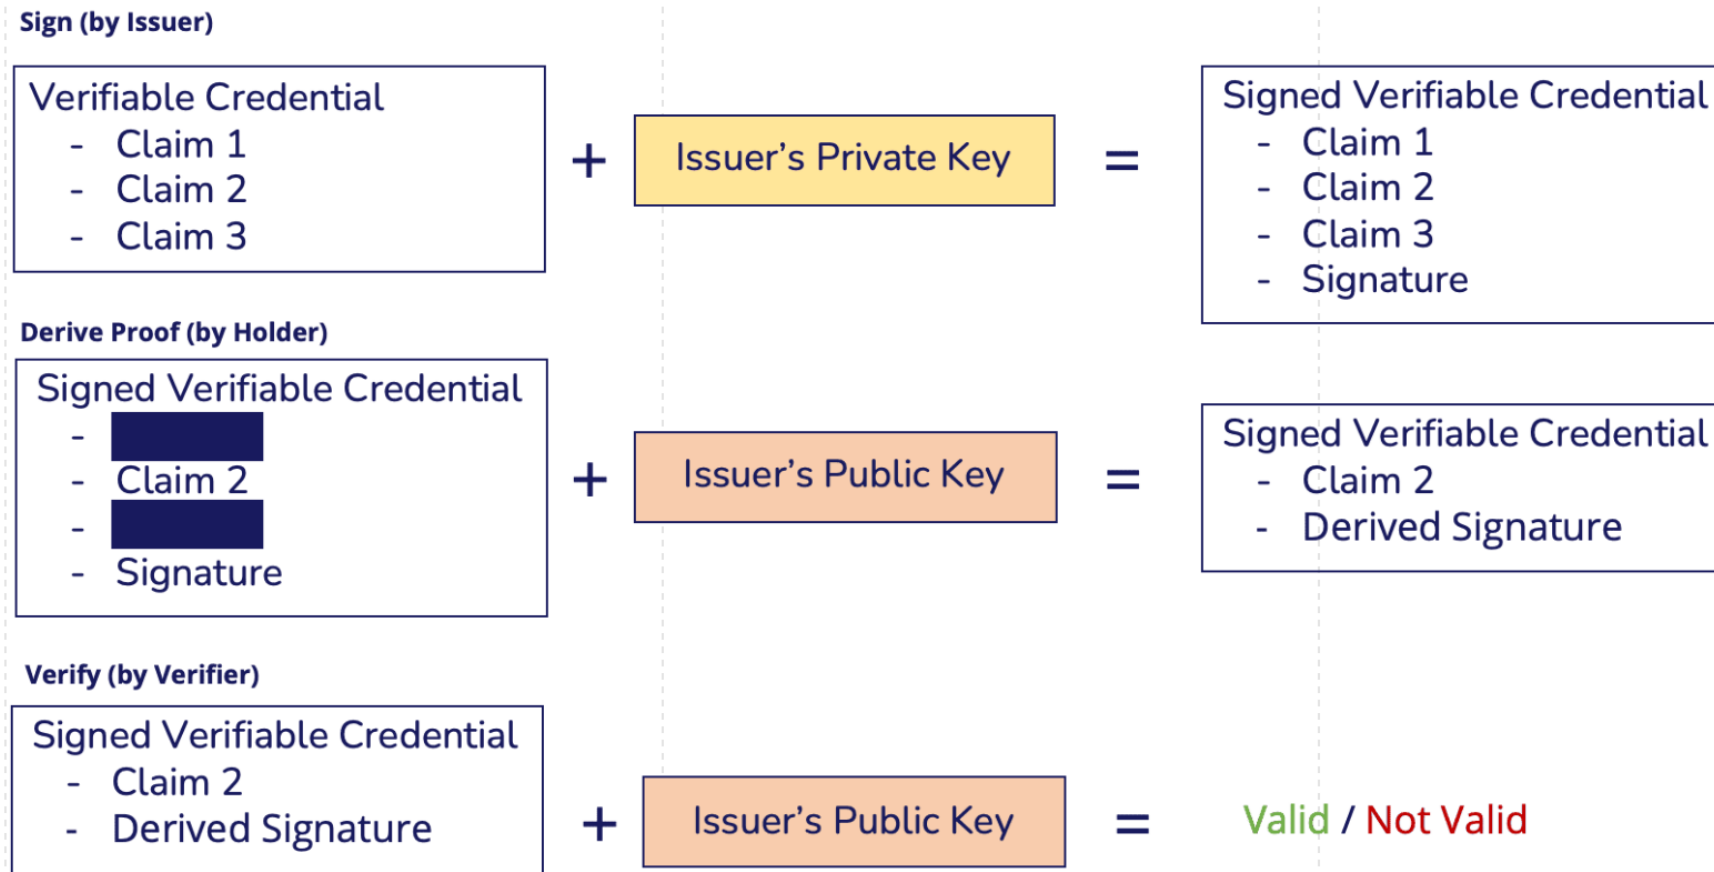 Sign (by Issuer)
Verifiable Credential
- Claim 1
- Claim 2
- Claim 3
+
Issuer’s Private Key
=
Signed Verifiable Credential
- Claim 1
- Claim 2
- Claim 3
- Signature
Derive Proof (by Holder)
Signed Verifiable Credential
-
- Claim 2
-
- Signature
+
Issuer’s Public Key
=
Signed Verifiable Credential
- Claim 2
- Derived Signature
Verify (by Verifier)
Signed Verifiable Credential
- Claim 2
- Derived Signature
+
Issuer’s Public Key
=
Valid / Not Valid